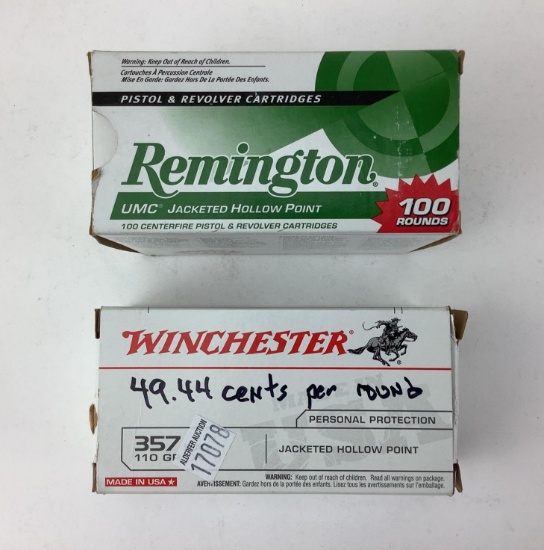 Warning: Keep Out of Reach of Children.
Cartouches À Percussion Centrale
Mise En Garde: Gardez Hors De La Portée Des Enfants.
PISTOL & REVOLVER CARTRIDGES
Remington®
UMC® JACKETED HOLLOW POINT
100 ROUNDS
100 CENTERFIRE PISTOL & REVOLVER CARTRIDGES
WINCHESTER
49.44 cents per round
PERSONAL PROTECTION
357
110 GR
ALDERFER AUCTION
17078
JACKETED HOLLOW POINT
MADE IN USA
WARNING: Keep out of reach of children. Read all warnings on package.
AVERTISSEMENT: Gardez hors de la portée des enfants. Lisez tous les avertissements sur l'emballage.